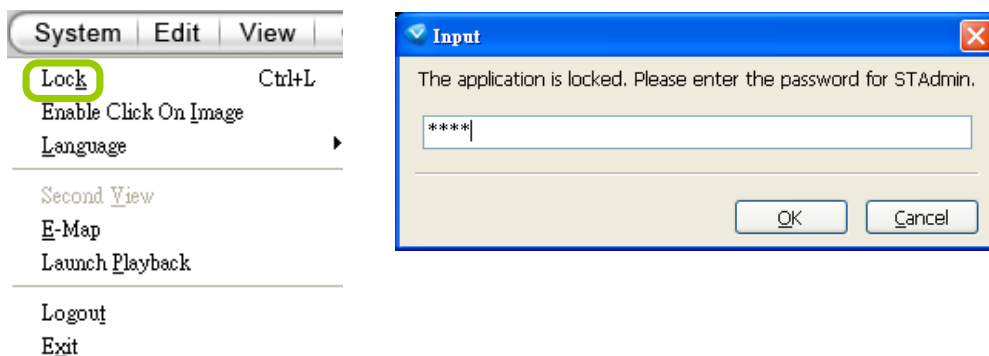 System Edit View
Lock Ctrl+L
Enable Click On Image
Language
Second View
E-Map
Launch Playback
Logout
Exit
Input
The application is locked. Please enter the password for STAdmin.
****
OK Cancel